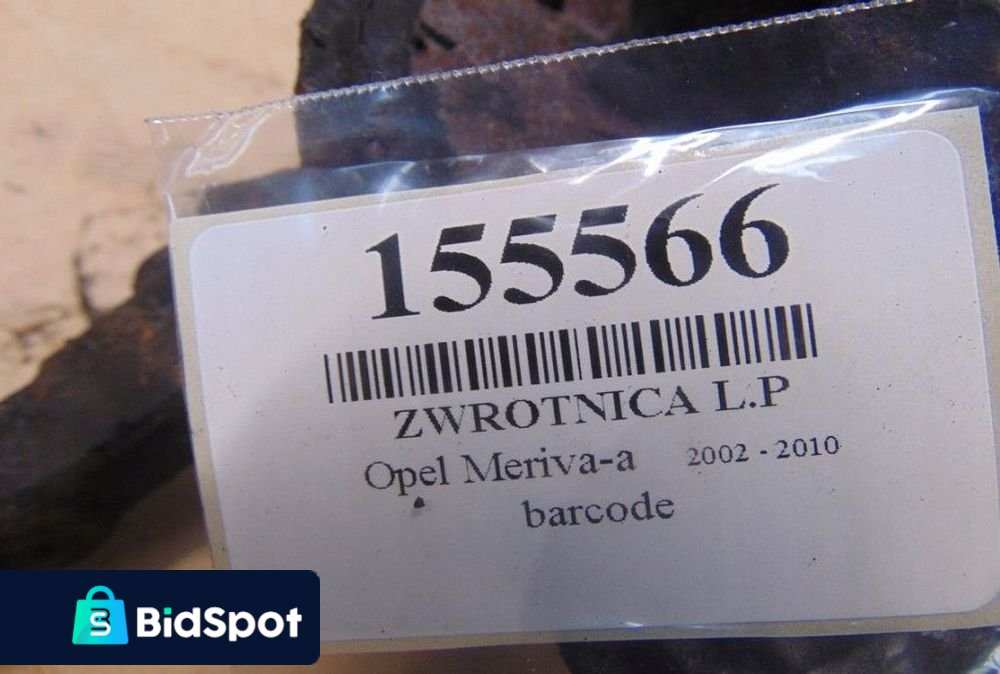 155566
ZWROTNICA L.P
Opel Meriva-a 2002 - 2010
barcode
BidSpot